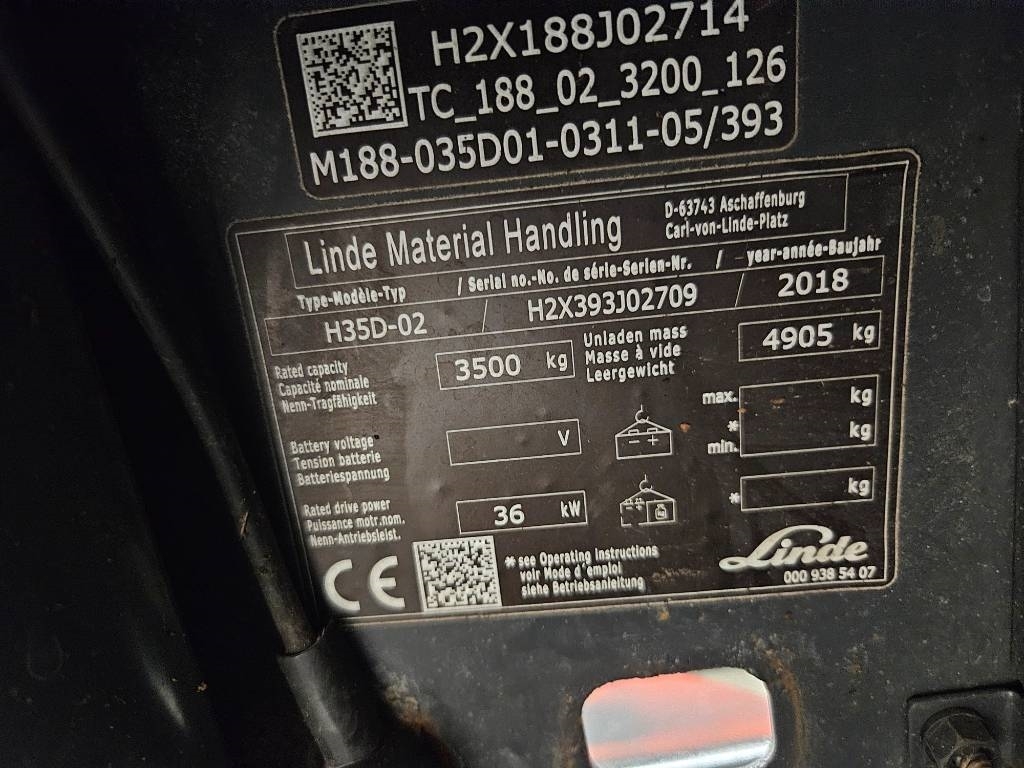 H2X188J02714
TC_188_02_3200_126
M188-035D01-0311-05/393
Linde Material Handling
D-63743 Aschaffenburg
Carl-von-Linde-Platz
Type-Modèle-Typ / Serial no.-No. de série-Serien-Nr. / year-année-Baujahr
H35D-02 / H2X393J02709 / 2018
Rated capacity
Capacité nominale
Nenn-Tragfähigkeit
3500 kg
Unladen mass
Masse à vide
Leergewicht
4905 kg
Battery voltage
Tension batterie
Batteriespannung
V
- +
max. kg
*
min. kg
Rated drive power
Puissance motr.nom.
Nenn-Antriebsleist.
36 kW
* kg
CE
* see Operating Instructions
voir Mode d'emploi
siehe Betriebsanleitung
Linde
000 938 54 07